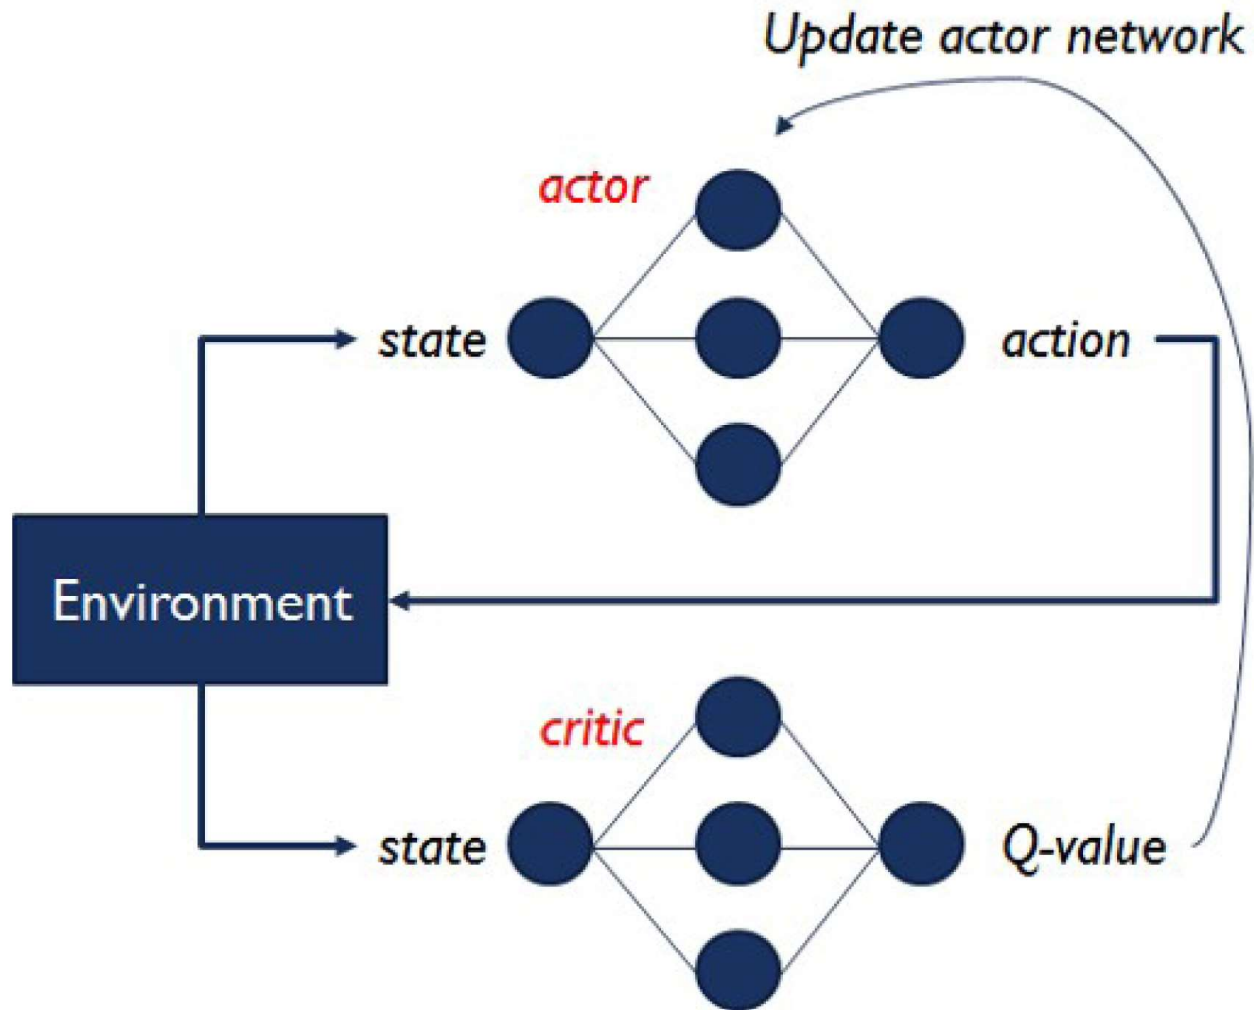 Update actor network
actor
state
action
Environment
critic
state
Q-value